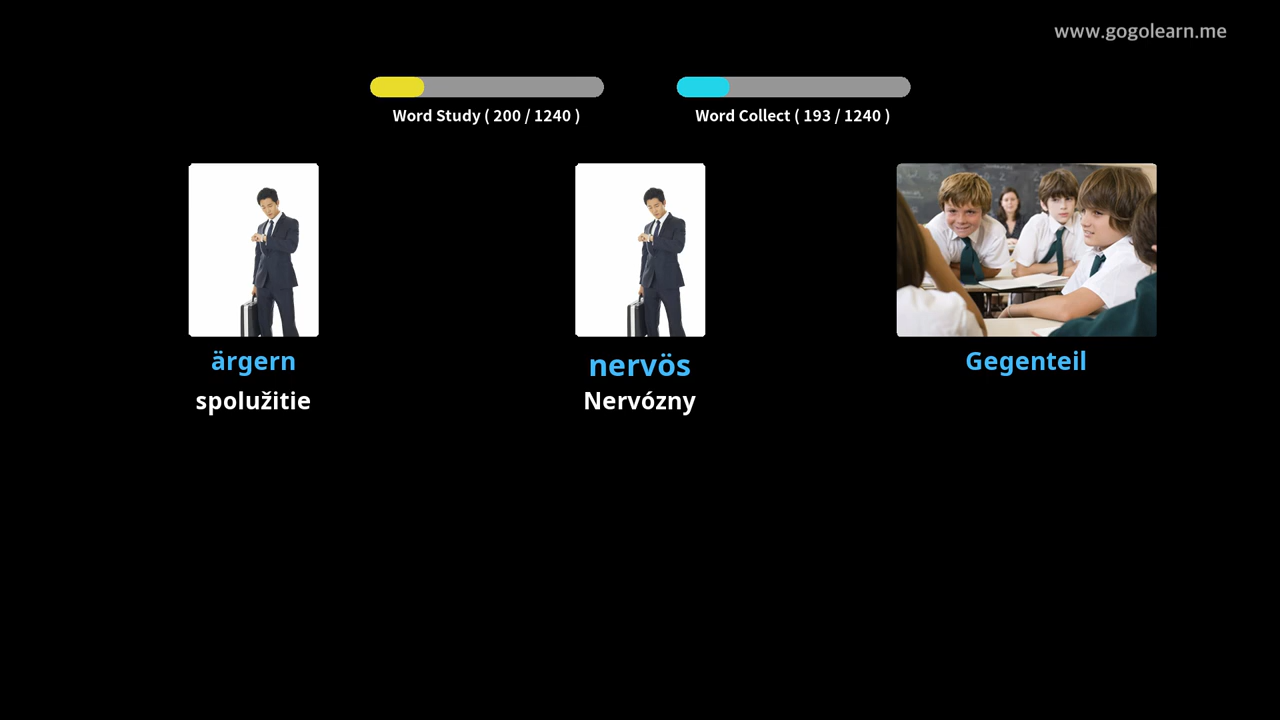 www.gogolearn.me
Word Study ( 200 / 1240 )
Word Collect ( 193 / 1240 )
ärgern
nervös
Gegenteil
spolužitie
Nervózny